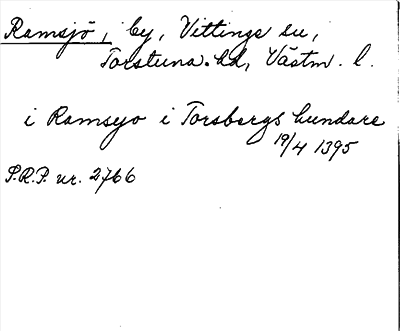 Ramsjö, by, Vittinge sn,
Torstuna hd, Västm. l.
i Ramsyo i Torsbergs hundare
19/4 1395
S.R.P. nr. 2766